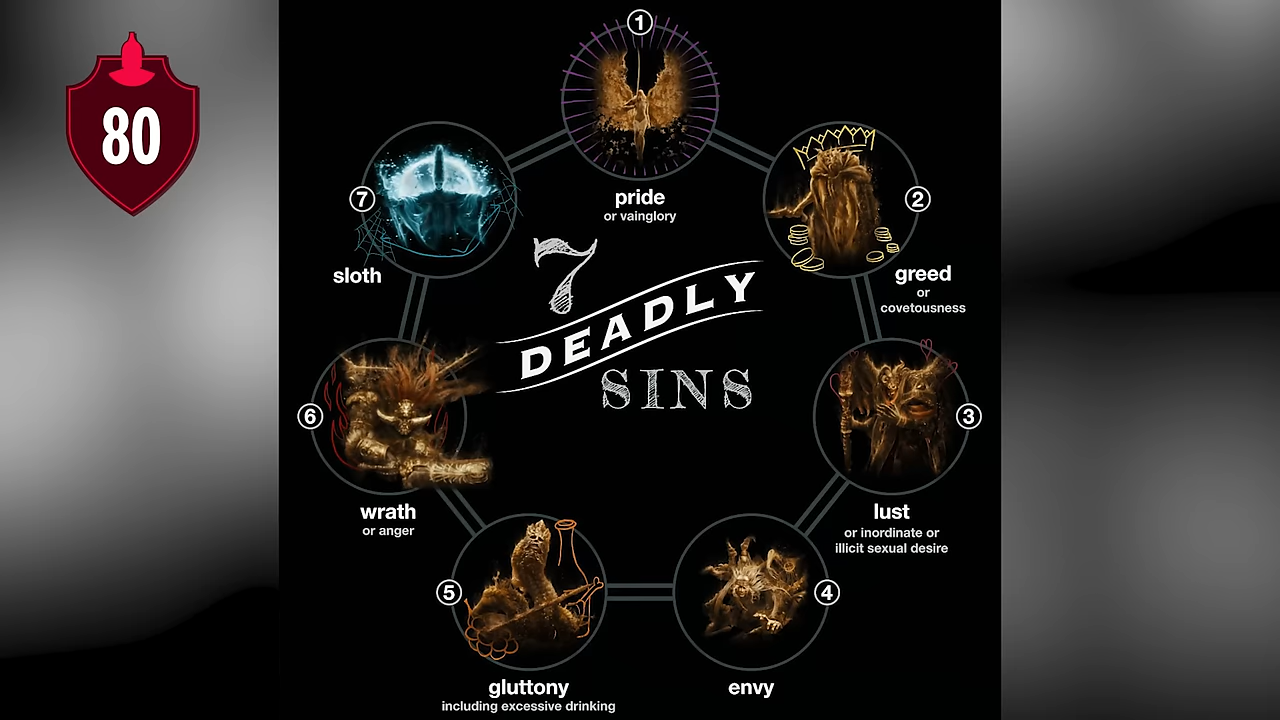 80
1
pride
or vainglory
2
greed
or
covetousness
3
lust
or inordinate or
illicit sexual desire
4
envy
5
gluttony
including excessive drinking
6
wrath
or anger
7
sloth
7
DEADLY
SINS